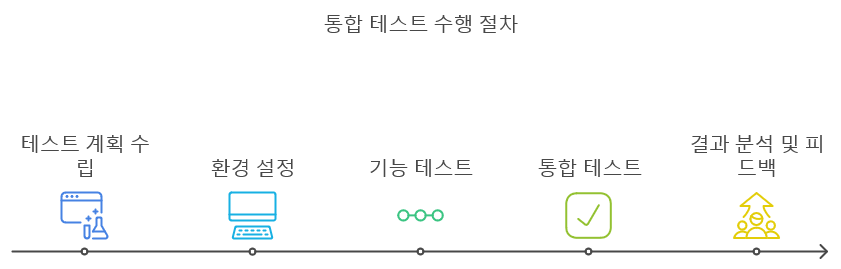 통합 테스트 수행 절차
테스트 계획 수
립
환경 설정
기능 테스트
통합 테스트
결과 분석 및 피
드백